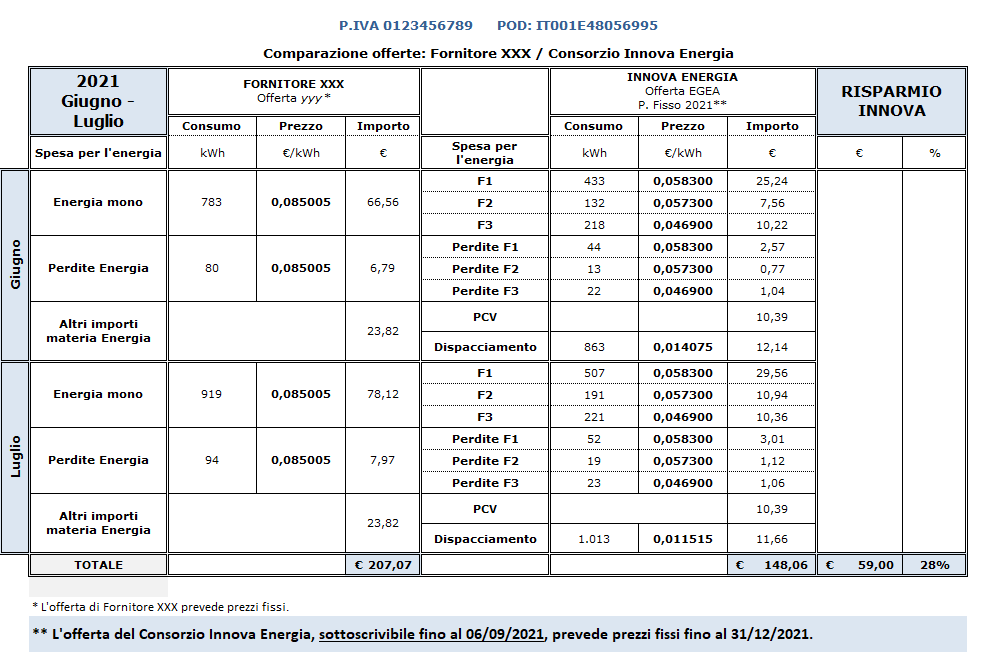 P.IVA 0123456789 POD: IT001E48056995
Comparazione offerte: Fornitore XXX / Consorzio Innova Energia
2021 Giugno - Luglio
FORNITORE XXX
Offerta yyy*
INNOVA ENERGIA
Offerta EGEA
P. Fisso 2021**
RISPARMIO INNOVA
Consumo Prezzo Importo Consumo Prezzo Importo
Spesa per l'energia kWh €/kWh € Spesa per l'energia kWh €/kWh € € %
Giugno
Energia mono 783 0,085005 66,56
F1 433 0,058300 25,24
F2 132 0,057300 7,56
F3 218 0,046900 10,22
Perdite Energia 80 0,085005 6,79
Perdite F1 44 0,058300 2,57
Perdite F2 13 0,057300 0,77
Perdite F3 22 0,046900 1,04
Altri importi materia Energia 23,82
PCV 10,39
Dispacciamento 863 0,014075 12,14
Luglio
Energia mono 919 0,085005 78,12
F1 507 0,058300 29,56
F2 191 0,057300 10,94
F3 221 0,046900 10,36
Perdite Energia 94 0,085005 7,97
Perdite F1 52 0,058300 3,01
Perdite F2 19 0,057300 1,12
Perdite F3 23 0,046900 1,06
Altri importi materia Energia 23,82
PCV 10,39
Dispacciamento 1.013 0,011515 11,66
TOTALE € 207,07 € 148,06 € 59,00 28%
* L'offerta di Fornitore XXX prevede prezzi fissi.
** L'offerta del Consorzio Innova Energia, sottoscrivibile fino al 06/09/2021, prevede prezzi fissi fino al 31/12/2021.